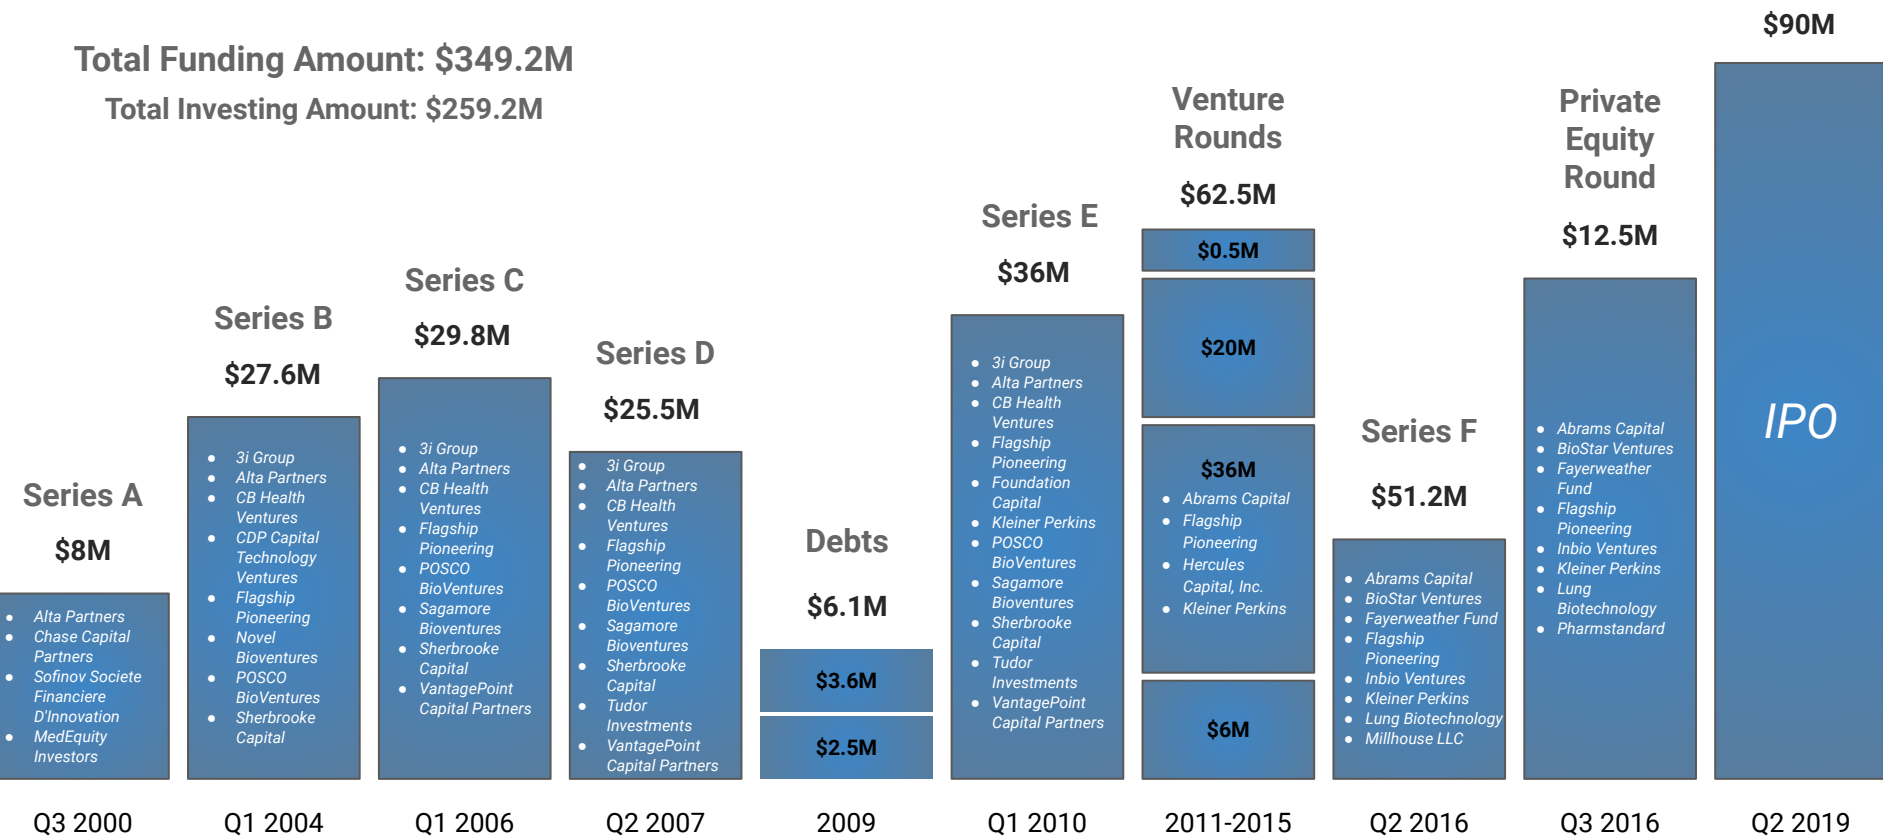 Total Funding Amount: $349.2M
Total Investing Amount: $259.2M
Series A
$8M
● Alta Partners
● Chase Capital
Partners
● Sofinov Societe
Financiere
D'Innovation
● MedEquity
Investors
Q3 2000
Series B
$27.6M
● 3i Group
● Alta Partners
● CB Health
Ventures
● CDP Capital
Technology
Ventures
● Flagship
Pioneering
● Novel
Bioventures
● POSCO
BioVentures
● Sherbrooke
Capital
Q1 2004
Series C
$29.8M
● 3i Group
● Alta Partners
● CB Health
Ventures
● Flagship
Pioneering
● POSCO
BioVentures
● Sagamore
Bioventures
● Sherbrooke
Capital
● VantagePoint
Capital Partners
Q1 2006
Series D
$25.5M
● 3i Group
● Alta Partners
● CB Health
Ventures
● Flagship
Pioneering
● POSCO
BioVentures
● Sagamore
Bioventures
● Sherbrooke
Capital
● Tudor
Investments
● VantagePoint
Capital Partners
Q2 2007
Debts
$6.1M
$3.6M
$2.5M
2009
Series E
$36M
● 3i Group
● Alta Partners
● CB Health
Ventures
● Flagship
Pioneering
● Foundation
Capital
● Kleiner Perkins
● POSCO
BioVentures
● Sagamore
Bioventures
● Sherbrooke
Capital
● Tudor
Investments
● VantagePoint
Capital Partners
Q1 2010
Venture
Rounds
$62.5M
$0.5M
$20M
$36M
● Abrams Capital
● Flagship
Pioneering
● Hercules
Capital, Inc.
● Kleiner Perkins
$6M
2011-2015
Series F
$51.2M
● Abrams Capital
● BioStar Ventures
● Fayerweather Fund
● Flagship
Pioneering
● Inbio Ventures
● Kleiner Perkins
● Lung Biotechnology
● Millhouse LLC
Q2 2016
Private
Equity
Round
$12.5M
● Abrams Capital
● BioStar Ventures
● Fayerweather
Fund
● Flagship
Pioneering
● Inbio Ventures
● Kleiner Perkins
● Lung
Biotechnology
● Pharmstandard
Q3 2016
$90M
IPO
Q2 2019